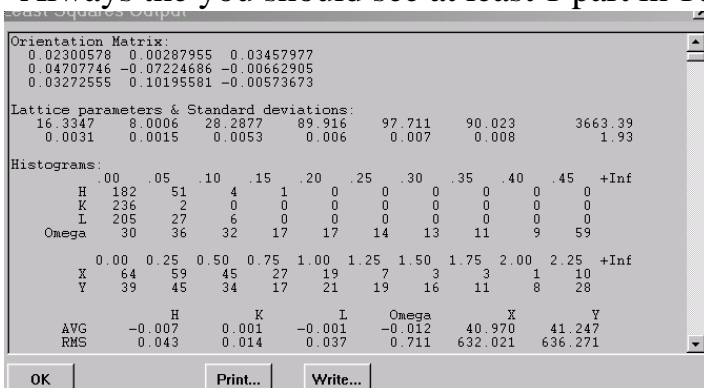 Always the you should see at least 1 part in
Least Squares Output
Orientation Matrix:
0.02300578 0.00287955 0.03457977
0.04707746 -0.07224686 -0.00662905
0.03272555 0.10195581 -0.00573673
Lattice parameters & Standard deviations:
16.3347 8.0006 28.2877 89.916 97.711 90.023 3663.39
0.0031 0.0015 0.0053 0.006 0.007 0.008 1.93
Histograms:
.00 .05 .10 .15 .20 .25 .30 .35 .40 .45 +Inf
H 182 51 4 1 0 0 0 0 0 0
K 236 2 0 0 0 0 0 0 0 0
L 205 27 6 0 0 0 0 0 0 0
Omega 30 36 32 17 17 14 13 11 9 59
0.00 0.25 0.50 0.75 1.00 1.25 1.50 1.75 2.00 2.25 +Inf
X 64 59 45 27 19 7 3 3 1 10
Y 39 45 34 17 21 19 16 11 8 28
H K L Omega X Y
AVG -0.007 0.001 -0.001 -0.012 40.970 41.247
RMS 0.043 0.014 0.037 0.711 632.021 636.271
OK Print... Write...